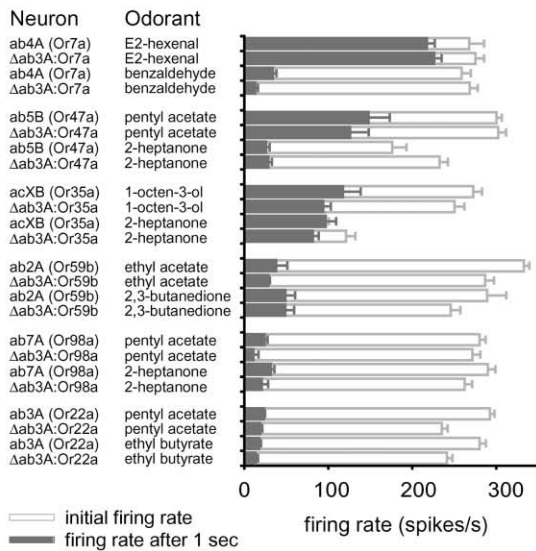 Neuron Odorant
ab4A (Or7a) E2-hexenal
Δab3A:Or7a E2-hexenal
ab4A (Or7a) benzaldehyde
Δab3A:Or7a benzaldehyde
ab5B (Or47a) pentyl acetate
Δab3A:Or47a pentyl acetate
ab5B (Or47a) 2-heptanone
Δab3A:Or47a 2-heptanone
acXB (Or35a) 1-octen-3-ol
Δab3A:Or35a 1-octen-3-ol
acXB (Or35a) 2-heptanone
Δab3A:Or35a 2-heptanone
ab2A (Or59b) ethyl acetate
Δab3A:Or59b ethyl acetate
ab2A (Or59b) 2,3-butanedione
Δab3A:Or59b 2,3-butanedione
ab7A (Or98a) pentyl acetate
Δab3A:Or98a pentyl acetate
ab7A (Or98a) 2-heptanone
Δab3A:Or98a 2-heptanone
ab3A (Or22a) pentyl acetate
Δab3A:Or22a pentyl acetate
ab3A (Or22a) ethyl butyrate
Δab3A:Or22a ethyl butyrate
0 100 200 300
firing rate (spikes/s)
initial firing rate
firing rate after 1 sec